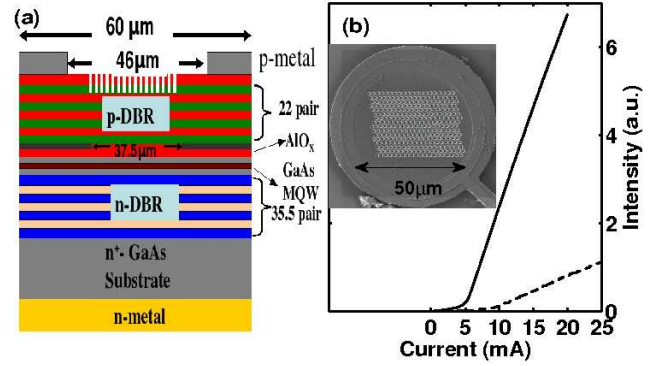 (a)
60 μm
46μm
p-metal
p-DBR
22 pair
37.5μm
AlOx
GaAs
MQW
n-DBR
35.5 pair
n⁺- GaAs
Substrate
n-metal
(b)
50μm
6
4
2
0
Intensity (a.u.)
0 5 10 15 20 25
Current (mA)